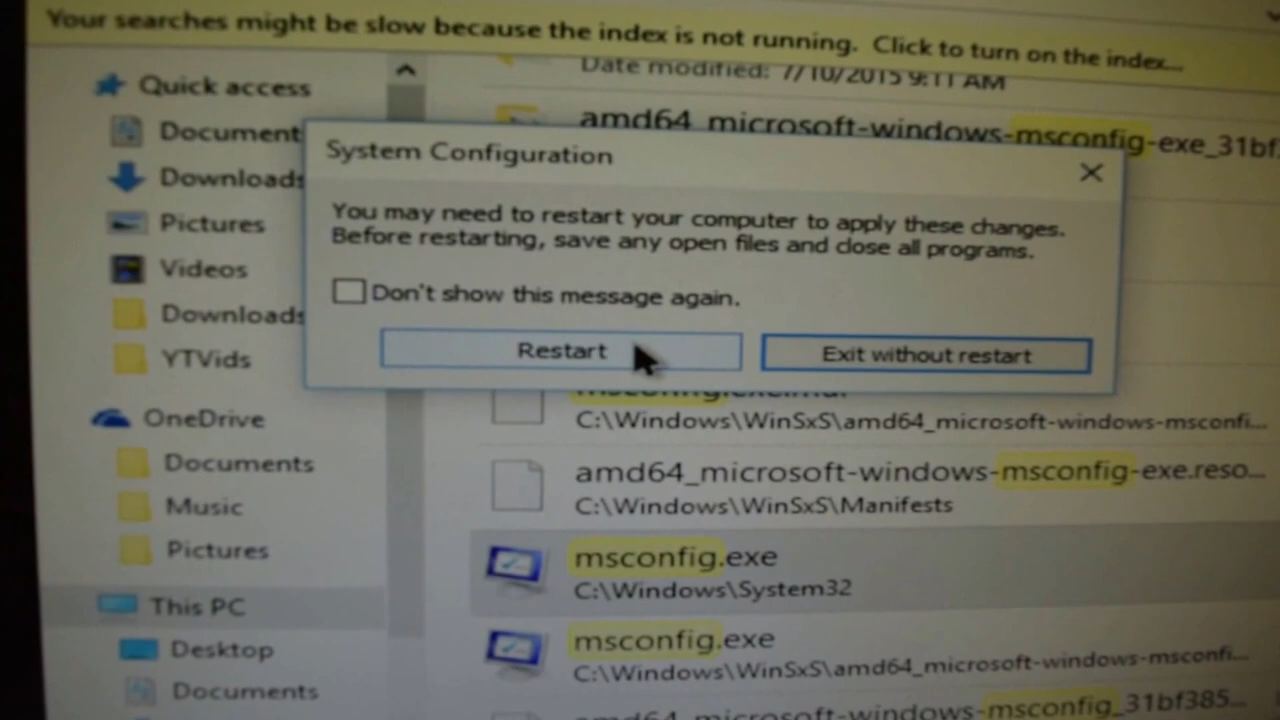 Your searches might be slow because the index is not running. Click to turn on the index...
Quick access
Document
Downloads
Pictures
Videos
Downloads
YTVids
OneDrive
Documents
Music
Pictures
This PC
Desktop
Documents
Date modified: 7/10/2015 9:11 AM
amd64_microsoft-windows-msconfig-exe_31bf
System Configuration
You may need to restart your computer to apply these changes.
Before restarting, save any open files and close all programs.
Don't show this message again.
Restart
Exit without restart
C:\Windows\WinSxS\amd64_microsoft-windows-msconfi...
amd64_microsoft-windows-msconfig-exe.reso...
C:\Windows\WinSxS\Manifests
msconfig.exe
C:\Windows\System32
msconfig.exe
C:\Windows\WinSxS\amd64_microsoft-windows-msconfi...
amd64_microsoft-windows-msconfig_31bf385...